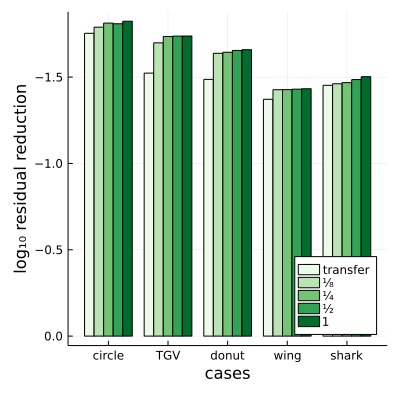 log₁₀ residual reduction
−1.5
−1.0
−0.5
0.0
circle TGV donut wing shark
cases
transfer
⅛
¼
½
1